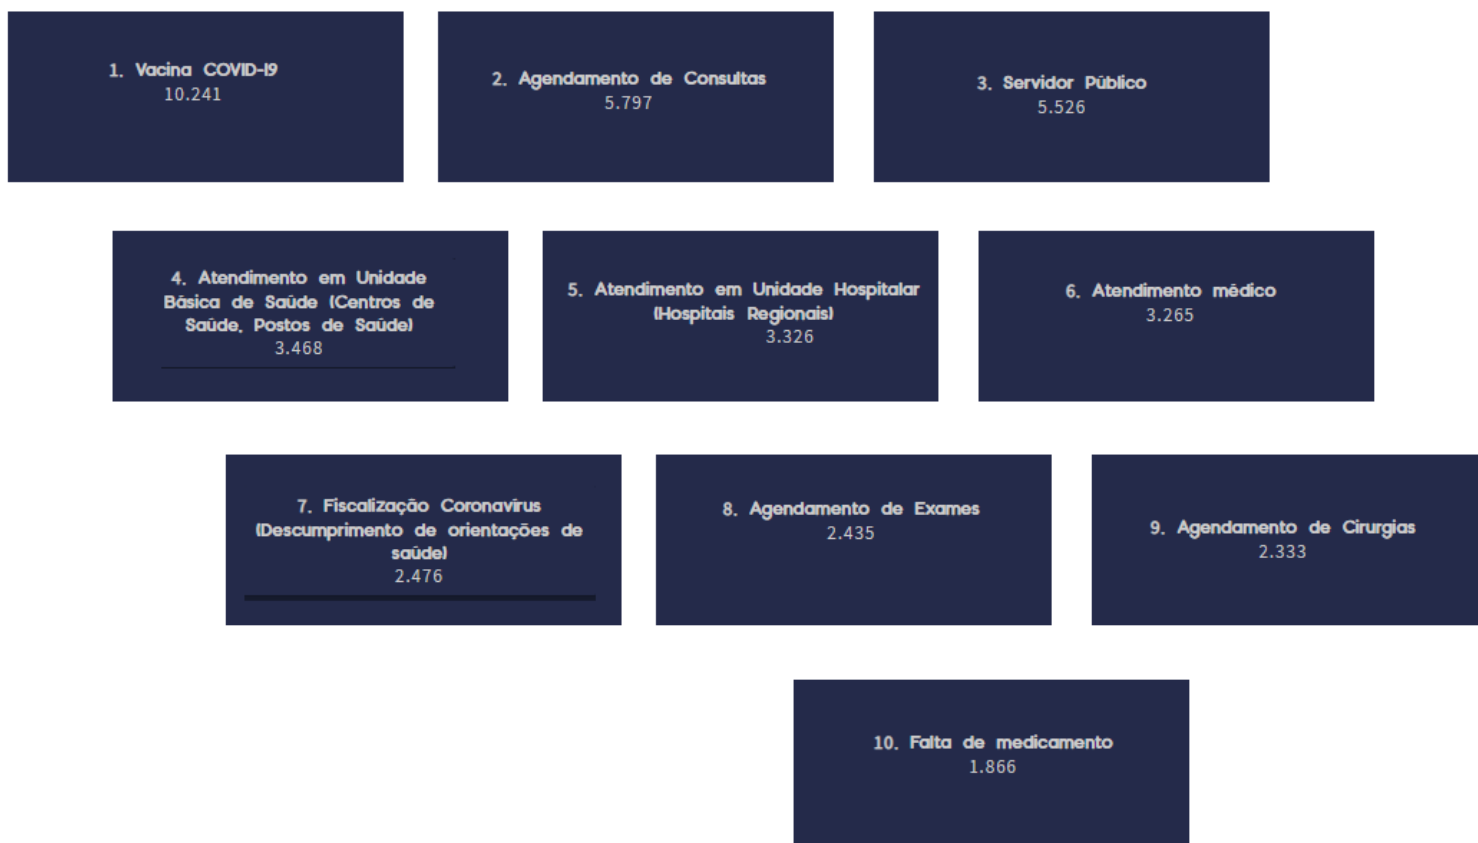 1. Vacina COVID-19
10.241
2. Agendamento de Consultas
5.797
3. Servidor Público
5.526
4. Atendimento em Unidade
Básica de Saúde (Centros de
Saúde, Postos de Saúde)
3.468
5. Atendimento em Unidade Hospitalar
(Hospitais Regionais)
3.326
6. Atendimento médico
3.265
7. Fiscalização Coronavírus
(Descumprimento de orientações de
saúde)
2.476
8. Agendamento de Exames
2.435
9. Agendamento de Cirurgias
2.333
10. Falta de medicamento
1.866